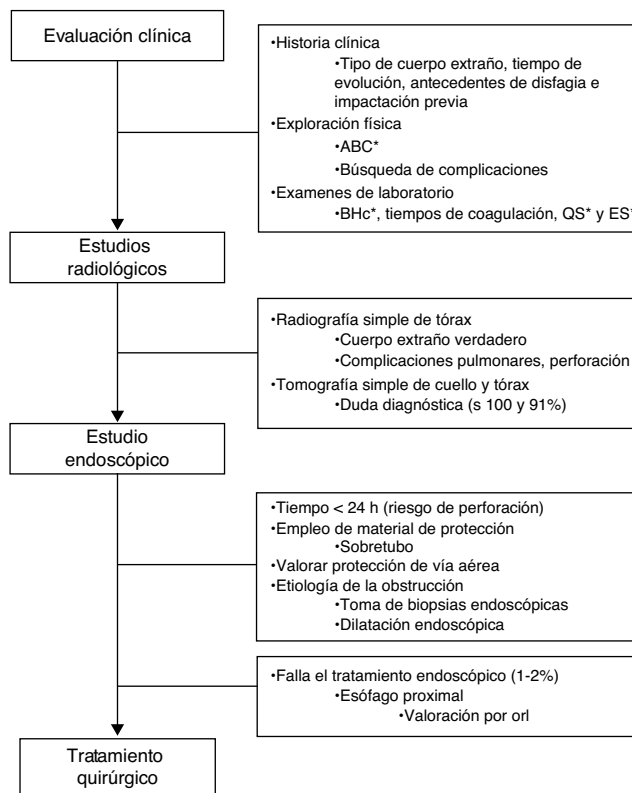 Evaluación clínica
•Historia clínica
•Tipo de cuerpo extraño, tiempo de
evolución, antecedentes de disfagia e
impactación previa
•Exploración física
•ABC*
•Búsqueda de complicaciones
•Examenes de laboratorio
•BHc*, tiempos de coagulación, QS* y ES*
Estudios
radiológicos
•Radiografía simple de tórax
•Cuerpo extraño verdadero
•Complicaciones pulmonares, perforación
•Tomografía simple de cuello y tórax
•Duda diagnóstica (s 100 y 91%)
Estudio
endoscópico
•Tiempo < 24 h (riesgo de perforación)
•Empleo de material de protección
•Sobretubo
•Valorar protección de vía aérea
•Etiología de la obstrucción
•Toma de biopsias endoscópicas
•Dilatación endoscópica
•Falla el tratamiento endoscópico (1-2%)
•Esófago proximal
•Valoración por orl
Tratamiento
quirúrgico